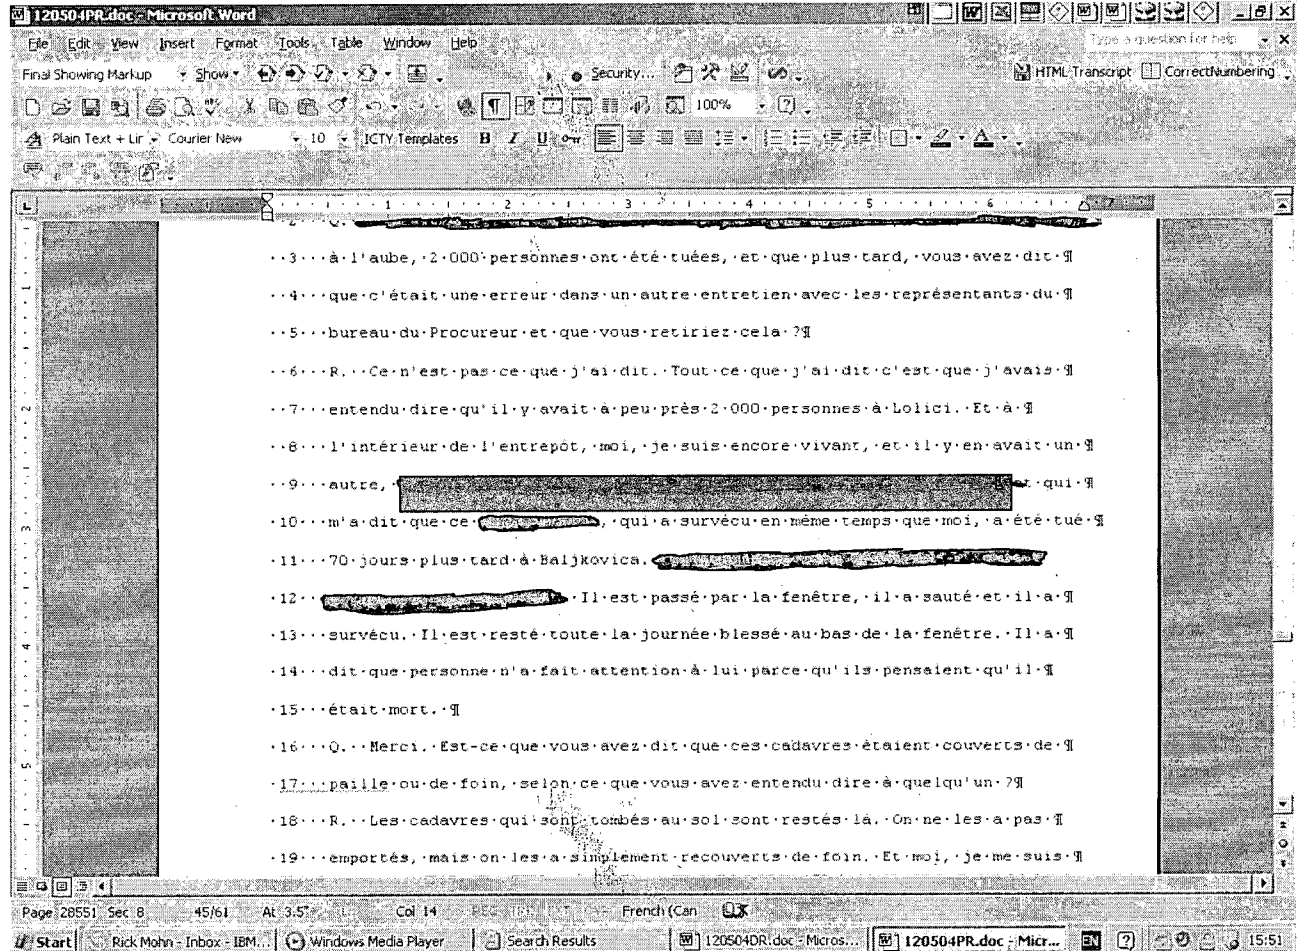 120504PR.doc - Microsoft Word
File Edit View Insert Format Tools Table Window Help Type a question for help
Final Showing Markup Show Security... HTML Transcript CorrectNumbering
100%
Plain Text + Lir Courier New 10 ICTY Templates B I U
1 2 3 4 5 6 7
2 Q.
3 à l'aube, 2 000 personnes ont été tuées, et que plus tard, vous avez dit ¶
4 que c'était une erreur dans un autre entretien avec les représentants du ¶
5 bureau du Procureur et que vous retiriez cela ?¶
6 R. Ce n'est pas ce que j'ai dit. Tout ce que j'ai dit c'est que j'avais ¶
7 entendu dire qu'il y avait à peu près 2 000 personnes à Lolici. Et à ¶
8 l'intérieur de l'entrepôt, moi, je suis encore vivant, et il y en avait un ¶
9 autre, qui ¶
10 m'a dit que ce , qui a survécu en même temps que moi, a été tué ¶
11 70 jours plus tard à Baljkovica.
12 . Il est passé par la fenêtre, il a sauté et il a ¶
13 survécu. Il est resté toute la journée blessé au bas de la fenêtre. Il a ¶
14 dit que personne n'a fait attention à lui parce qu'ils pensaient qu'il ¶
15 était mort. ¶
16 Q. Merci. Est-ce que vous avez dit que ces cadavres étaient couverts de ¶
17 paille ou de foin, selon ce que vous avez entendu dire à quelqu'un ?¶
18 R. Les cadavres qui sont tombés au sol sont restés là. On ne les a pas ¶
19 emportés, mais on les a simplement recouverts de foin. Et moi, je me suis ¶
Page 28551 Sec 8 45/61 At 3.5" Col 14 REC EXT French (Can
Start Rick Mohn - Inbox - IBM... Windows Media Player Search Results 120504DR.doc - Micros... 120504PR.doc - Micr... EN 15:51